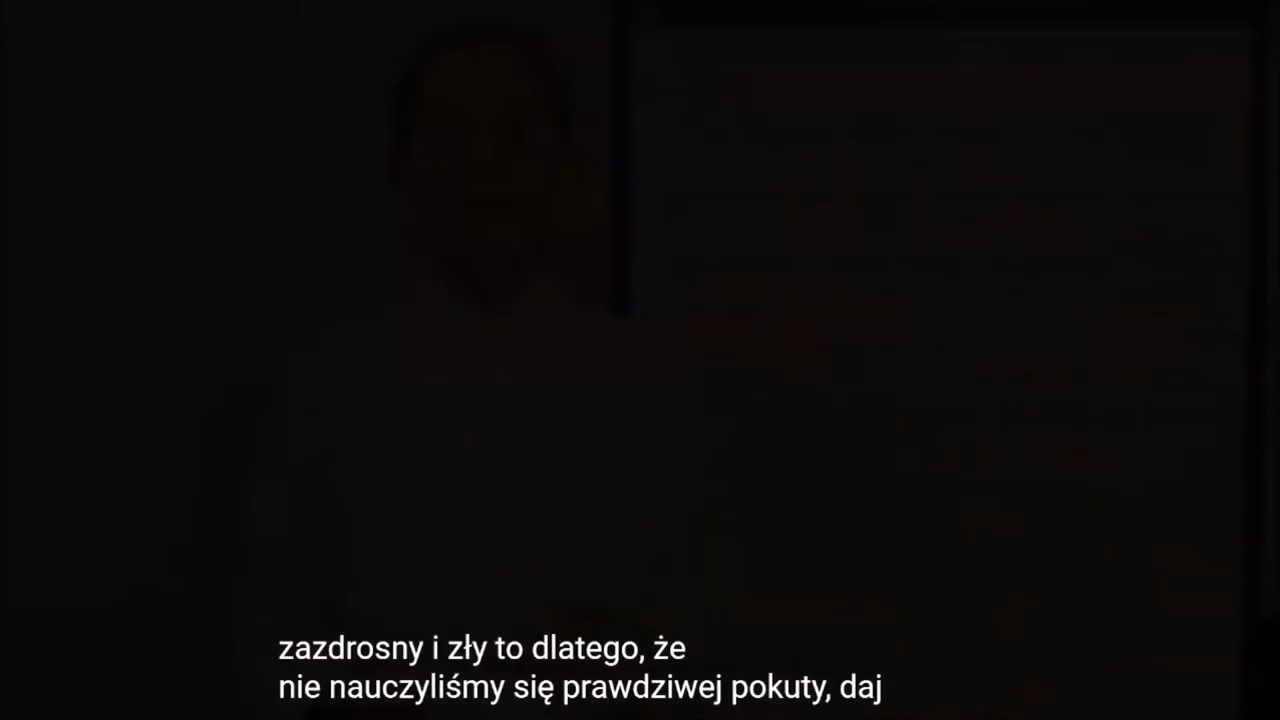 zazdrosny i zły to dlatego, że
nie nauczyliśmy się prawdziwej pokuty, daj